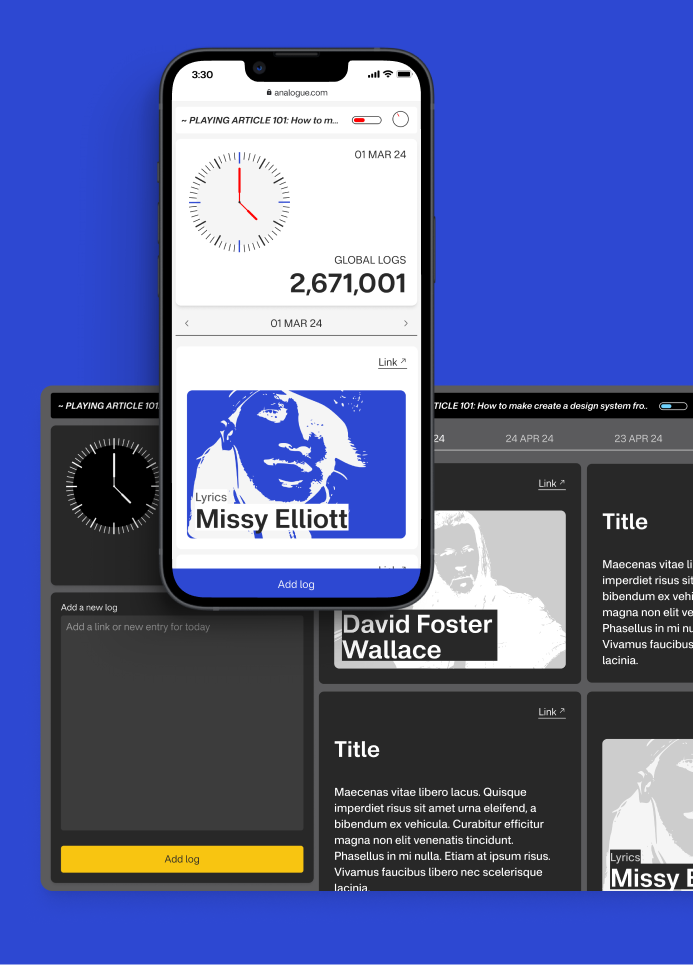 3:30
analogue.com
~ PLAYING ARTICLE 101: How to m...
01 MAR 24
GLOBAL LOGS
2,671,001
01 MAR 24
Link
Lyrics
Missy Elliott
Add log
~ PLAYING ARTICLE 101
TICLE 101: How to make create a design system fro..
24
24 APR 24
23 APR 24
Add a new log
Add a link or new entry for today
Add log
Link
David Foster
Wallace
Link
Title
Maecenas vitae libero lacus. Quisque
imperdiet risus sit amet urna eleifend, a
bibendum ex vehicula. Curabitur efficitur
magna non elit venenatis tincidunt.
Phasellus in mi nulla. Etiam at ipsum risus.
Vivamus faucibus libero nec scelerisque
lacinia.
Title
Maecenas vitae li
imperdiet risus sit
bibendum ex vehi
magna non elit ve
Phasellus in mi nu
Vivamus faucibus
lacinia.
Lyrics
Missy E